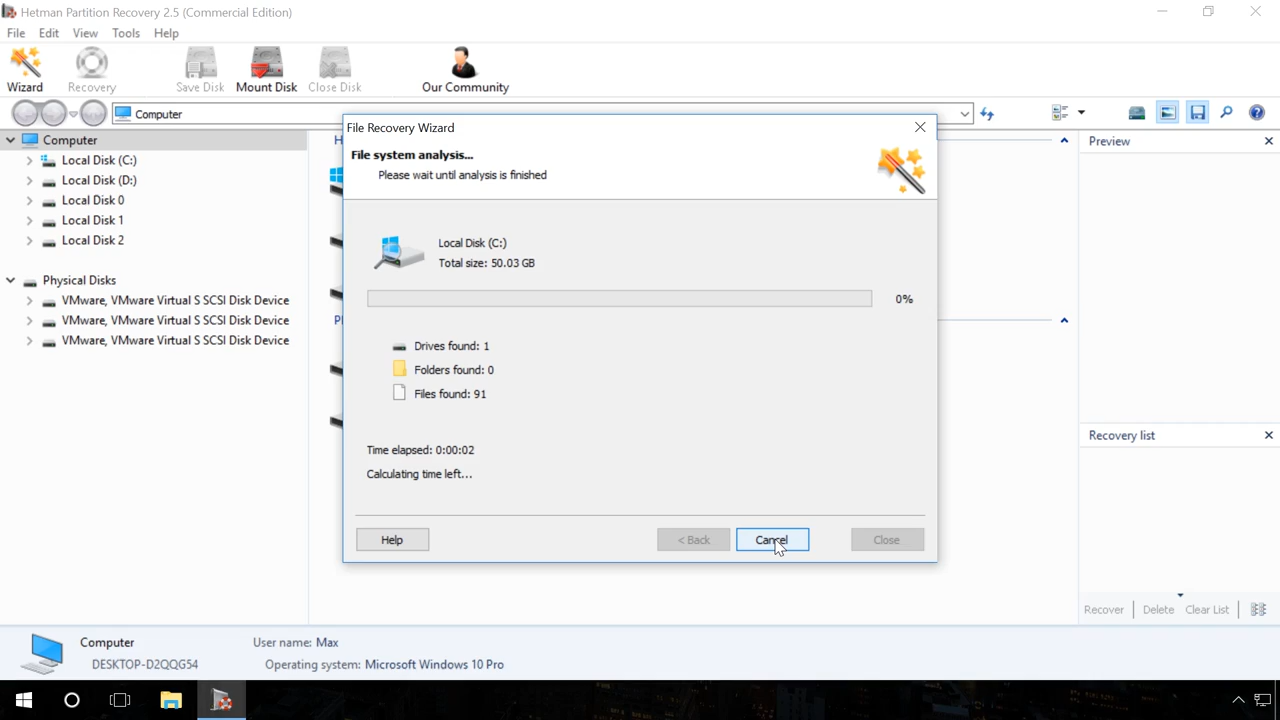 Hetman Partition Recovery 2.5 (Commercial Edition)
File Edit View Tools Help
Wizard Recovery Save Disk Mount Disk Close Disk Our Community
Computer
Computer
Local Disk (C:)
Local Disk (D:)
Local Disk 0
Local Disk 1
Local Disk 2
Physical Disks
VMware, VMware Virtual S SCSI Disk Device
VMware, VMware Virtual S SCSI Disk Device
VMware, VMware Virtual S SCSI Disk Device
File Recovery Wizard
File system analysis...
Please wait until analysis is finished
Local Disk (C:)
Total size: 50.03 GB
0%
Drives found: 1
Folders found: 0
Files found: 91
Time elapsed: 0:00:02
Calculating time left...
Help < Back Cancel Close
Preview
Recovery list
Recover Delete Clear List
Computer User name: Max
DESKTOP-D2QQG54 Operating system: Microsoft Windows 10 Pro